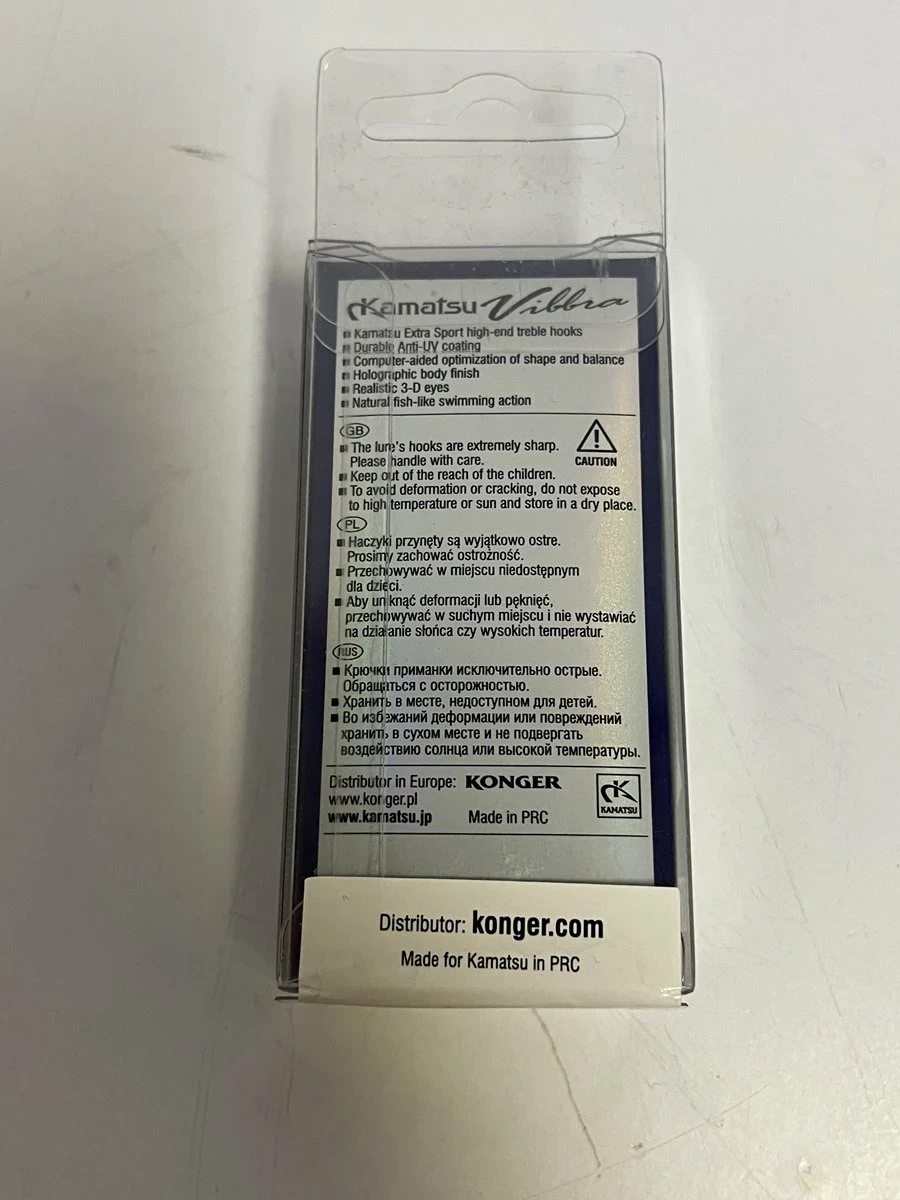 Kamatsu Vibbra
Kamatsu Extra Sport high-end treble hooks
Durable Anti-UV coating
Computer-aided optimization of shape and balance
Holographic body finish
Realistic 3-D eyes
Natural fish-like swimming action
GB
The lure's hooks are extremely sharp.
Please handle with care.
CAUTION
Keep out of the reach of the children.
To avoid deformation or cracking, do not expose
to high temperature or sun and store in a dry place.
PL
Haczyki przynęty są wyjątkowo ostre.
Prosimy zachować ostrożność.
Przechowywać w miejscu niedostępnym
dla dzieci.
Aby uniknąć deformacji lub pęknięć,
przechowywać w suchym miejscu i nie wystawiać
na działanie słońca czy wysokich temperatur.
RUS
Крючки приманки исключительно острые.
Обращаться с осторожностью.
Хранить в месте, недоступном для детей.
Во избежаний деформации или повреждений
хранить в сухом месте и не подвергать
воздействию солнца или высокой температуры.
Distributor in Europe: KONGER
www.konger.pl
www.kamatsu.jp Made in PRC
KAMATSU
Distributor: konger.com
Made for Kamatsu in PRC